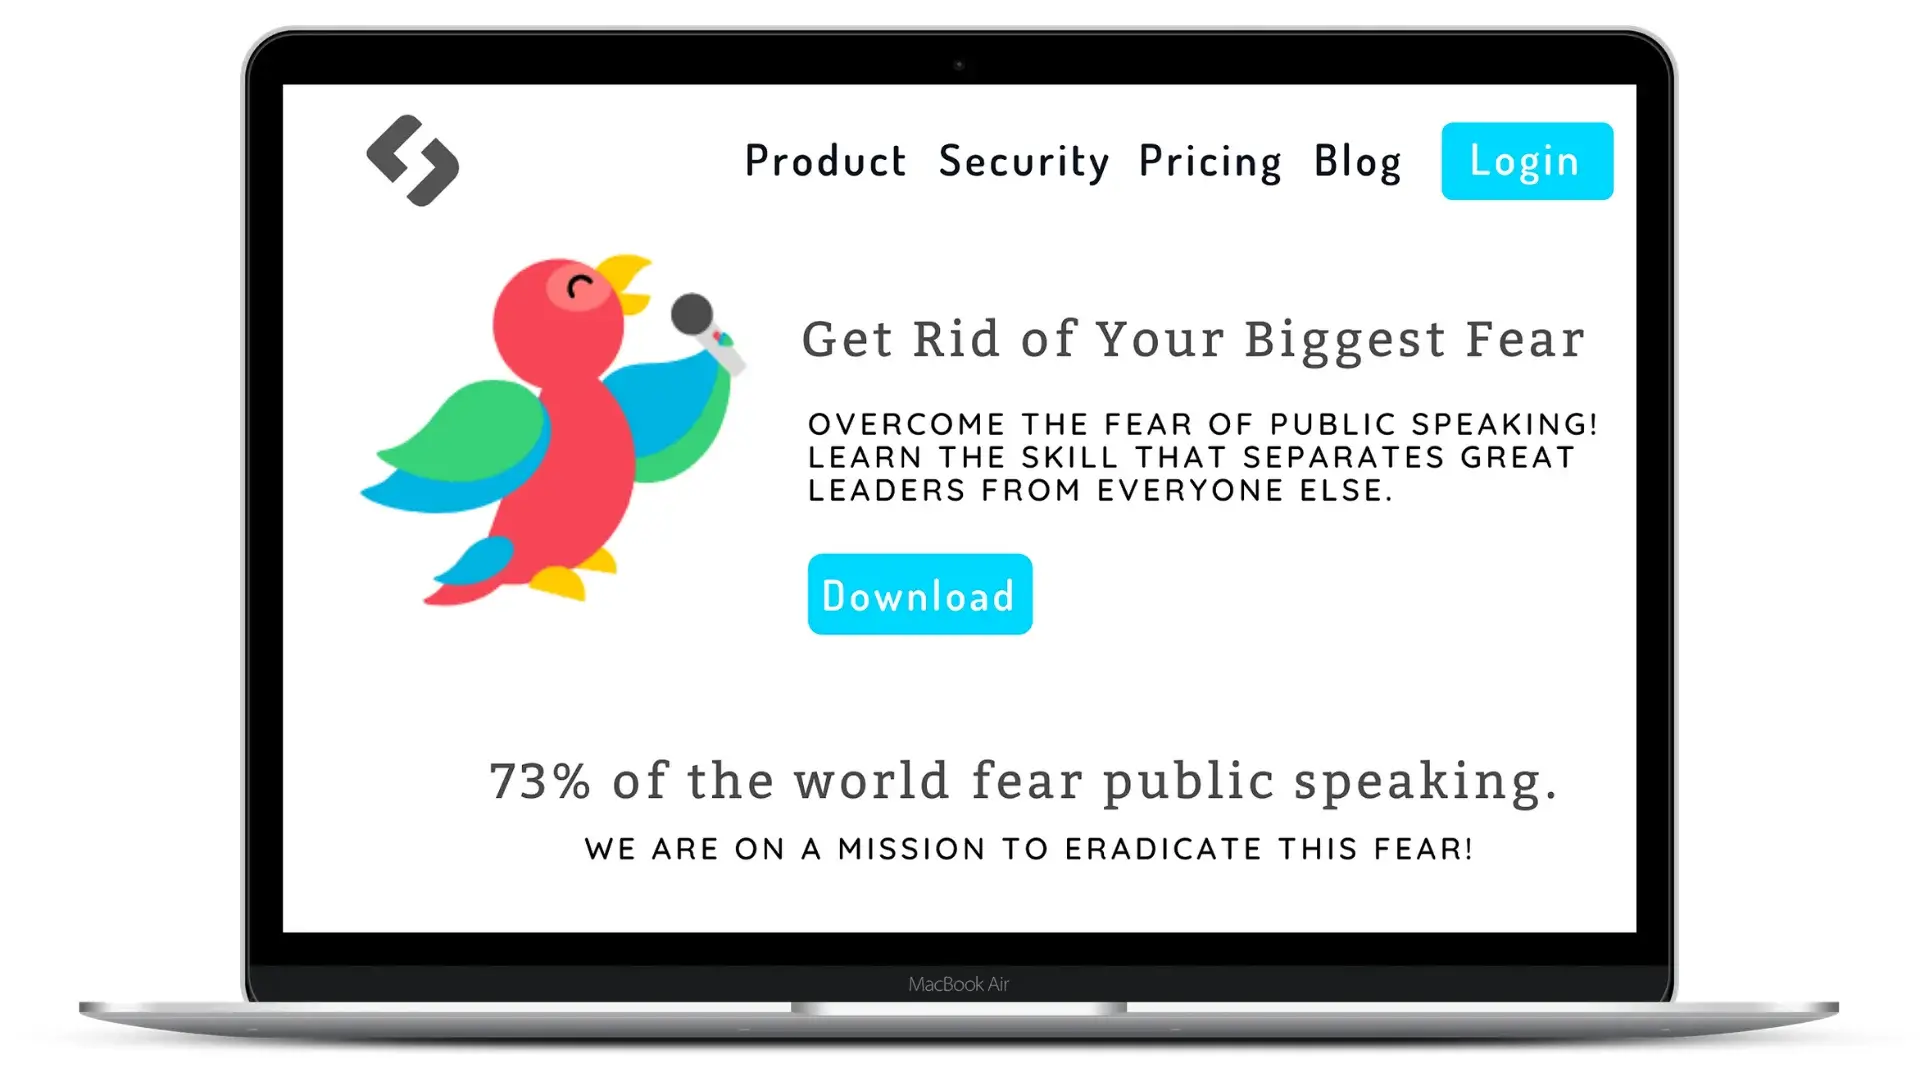 Product Security Pricing Blog Login
Get Rid of Your Biggest Fear
OVERCOME THE FEAR OF PUBLIC SPEAKING!
LEARN THE SKILL THAT SEPARATES GREAT
LEADERS FROM EVERYONE ELSE.
Download
73% of the world fear public speaking.
WE ARE ON A MISSION TO ERADICATE THIS FEAR!
MacBook Air